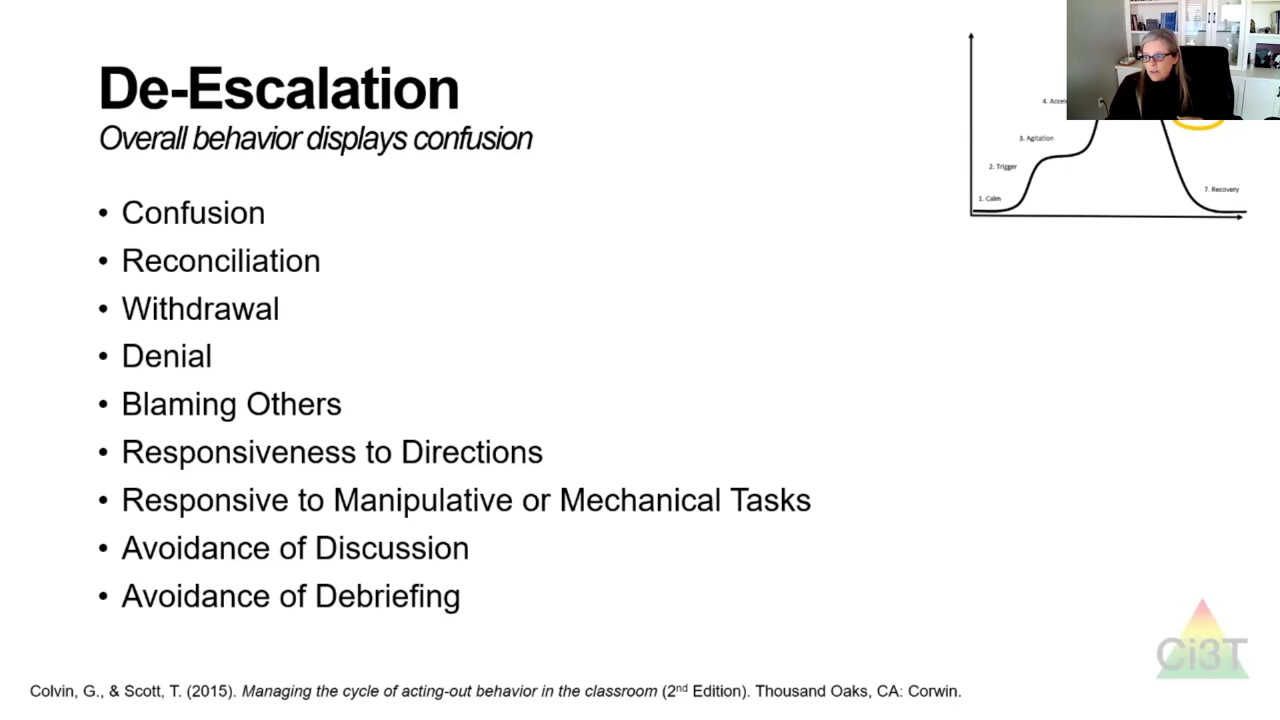 De-Escalation
Overall behavior displays confusion
• Confusion
• Reconciliation
• Withdrawal
• Denial
• Blaming Others
• Responsiveness to Directions
• Responsive to Manipulative or Mechanical Tasks
• Avoidance of Discussion
• Avoidance of Debriefing
4. Accel
3. Agitation
2. Trigger
1. Calm
7. Recovery
Ci3T
Colvin, G., & Scott, T. (2015). Managing the cycle of acting-out behavior in the classroom (2nd Edition). Thousand Oaks, CA: Corwin.